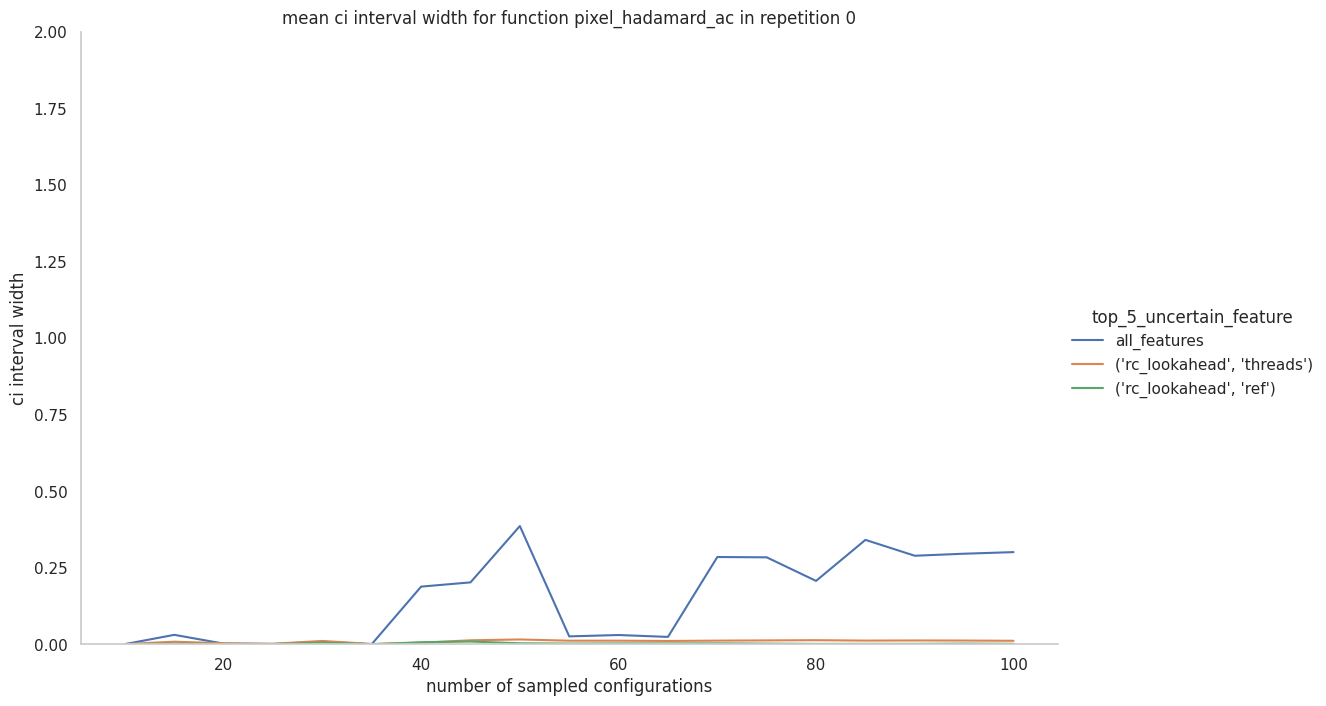 mean ci interval width for function pixel_hadamard_ac in repetition 0
2.00
1.75
1.50
1.25
1.00
0.75
0.50
0.25
0.00
ci interval width
20
40
60
80
100
number of sampled configurations
top_5_uncertain_feature
all_features
('rc_lookahead', 'threads')
('rc_lookahead', 'ref')